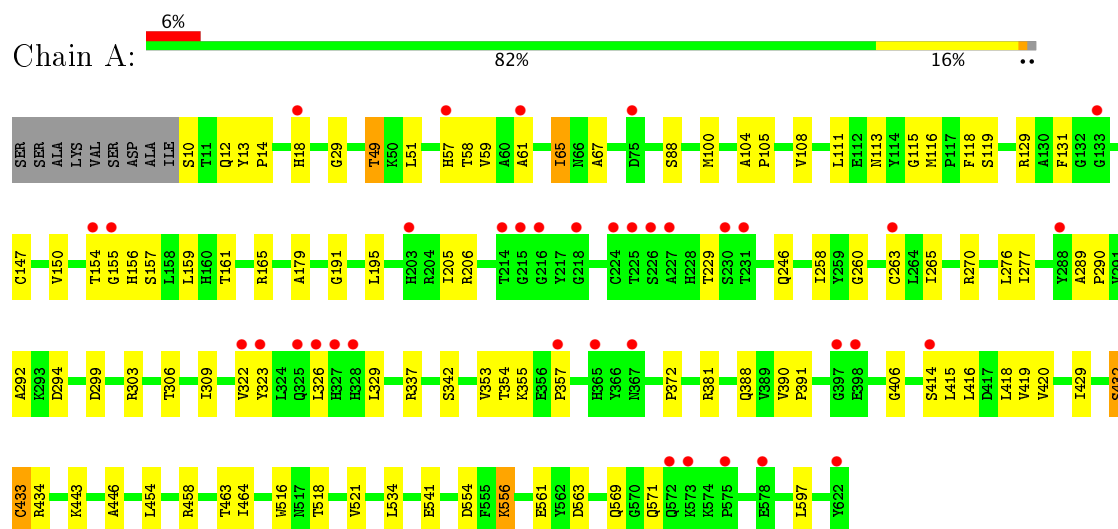 6%
Chain A:
82% 16% ..
SER SER ALA LYS VAL SER ASP ALA ILE S10 T11 Q12 Y13 P14 H18 G29 T49 K50 L51 H57 T58 V59 A60 A61 I65 N66 A67 D75 S88 M100 A104 P105 V108 L111 E112 N113 Y114 G115 M116 P117 F118 S119 R129 A130 F131 G132 G133
C147 V150 T154 G155 H156 S157 L158 L159 H160 T161 R165 A179 G191 L195 H203 R204 I205 R206 T214 G215 G216 Y217 G218 C224 T225 S226 A227 H228 T229 S230 T231 Q246 I258 Y259 G260 C263 L264 I265 R270 L276 I277 Y288 A289 P290
A292 K293 D294 D299 R303 T306 I309 V322 Y323 L324 Q325 L326 H327 H328 L329 R337 S342 V353 T354 K355 E356 P357 H365 Y366 N367 P372 R381 Q388 V389 V390 P391 G397 E398 G406 S414 L415 L416 D417 L418 V419 V420 I429 S432
C433 R434 K443 A446 L454 R458 T463 I464 W516 N517 T518 V521 L534 E541 D554 F555 K556 E561 Y562 D563 Q569 G570 Q571 Q572 K573 K574 P575 E578 L597 Y622